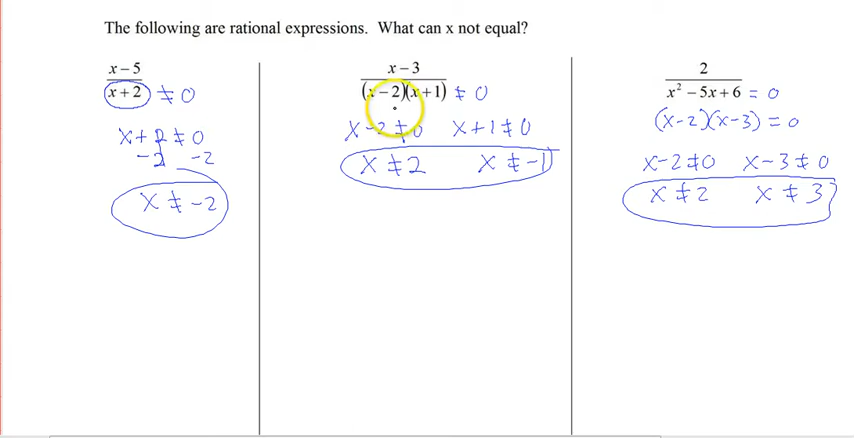 The following are rational expressions. What can x not equal?
x – 5
x + 2 ≠ 0
x + 2 ≠ 0
–2 –2
x ≠ –2
x – 3
(x – 2)(x + 1) ≠ 0
x – 2 ≠ 0 x + 1 ≠ 0
x ≠ 2 x ≠ –1
2
x² – 5x + 6 = 0
(x – 2)(x – 3) = 0
x – 2 ≠ 0 x – 3 ≠ 0
x ≠ 2 x ≠ 3